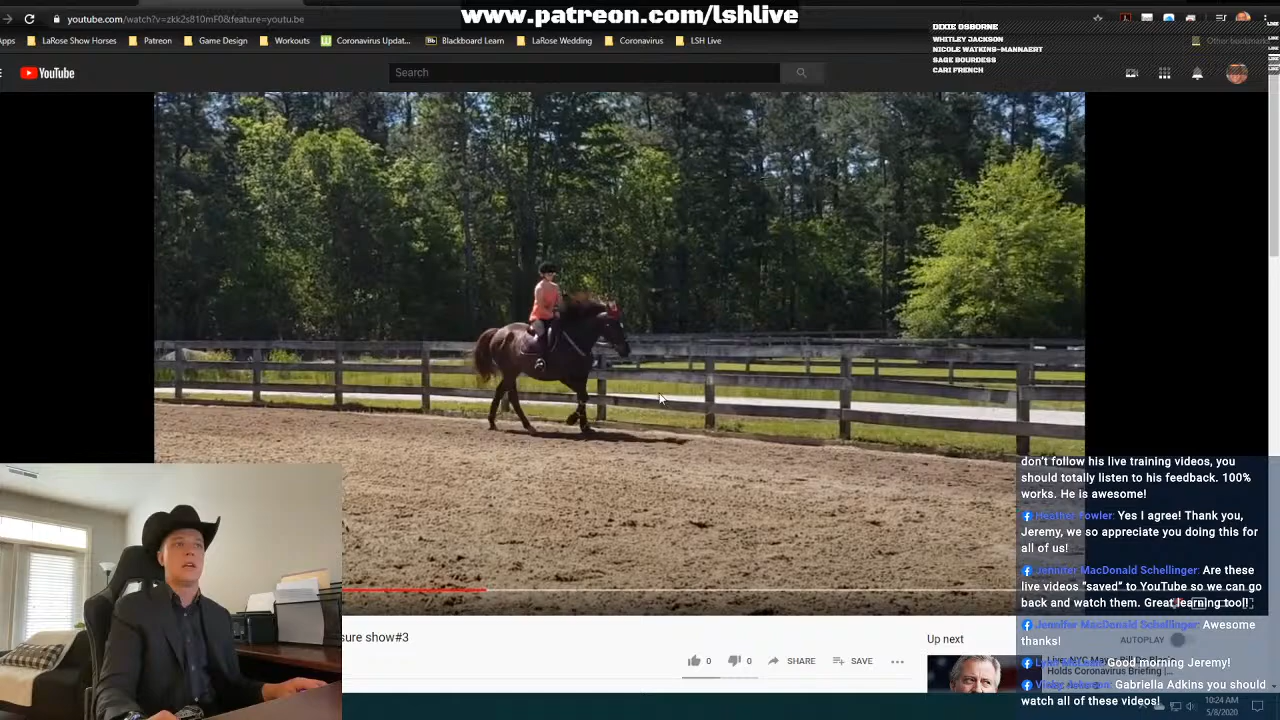 www.patreon.com/lshlive
youtube.com/watch?v=zkk2s810mF0&feature=youtu.be
DIXIE OSBORNE
WHITLEY JACKSON
NICOLE WATKINS-MANNAERT
SAGE BOURDESS
CARI FRENCH
Apps
LaRose Show Horses
Patreon
Game Design
Workouts
Coronavirus Updat...
Blackboard Learn
LaRose Wedding
Coronavirus
LSH Live
Other bookmark
YouTube
Search
don't follow his live training videos, you
should totally listen to his feedback. 100%
works. He is awesome!
Heather Fowler: Yes I agree! Thank you,
Jeremy, we so appreciate you doing this for
all of us!
Jennifer MacDonald Schellinger: Are these
live videos "saved" to YouTube so we can go
back and watch them. Great learning tool!
Jennifer MacDonald Schellinger: Awesome
thanks!
Good morning Jeremy!
Gabriella Adkins you should
watch all of these videos!
sure show#3
0
0
SHARE
SAVE
Up next
AUTOPLAY
Holds Coronavirus Briefing |...
10:24 AM
5/8/2020